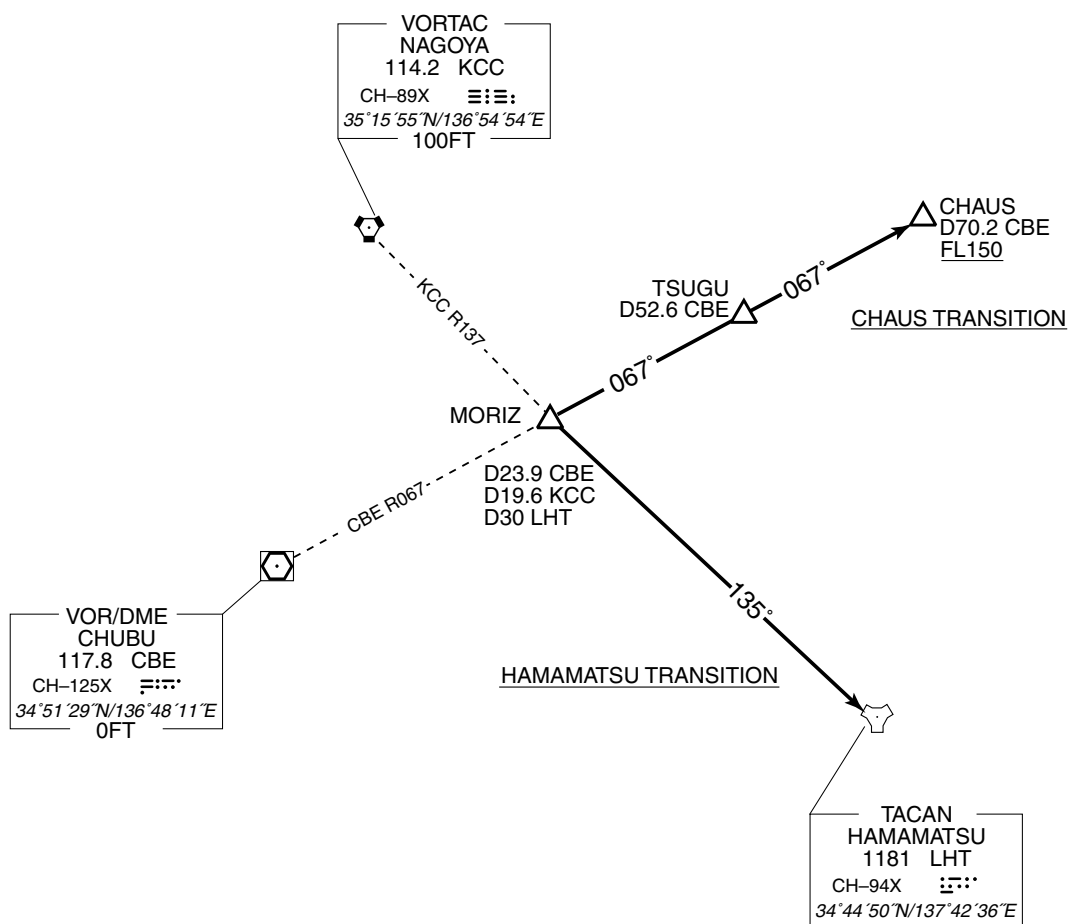 VORTAC
NAGOYA
114.2 KCC
CH–89X
35°15´55˝N/136°54´54˝E
100FT
CHAUS
D70.2 CBE
FL150
067°
TSUGU
D52.6 CBE
CHAUS TRANSITION
KCC R137
067°
MORIZ
D23.9 CBE
D19.6 KCC
D30 LHT
CBE R067
135°
VOR/DME
CHUBU
117.8 CBE
CH–125X
34°51´29˝N/136°48´11˝E
0FT
HAMAMATSU TRANSITION
TACAN
HAMAMATSU
1181 LHT
CH–94X
34°44´50˝N/137°42´36˝E